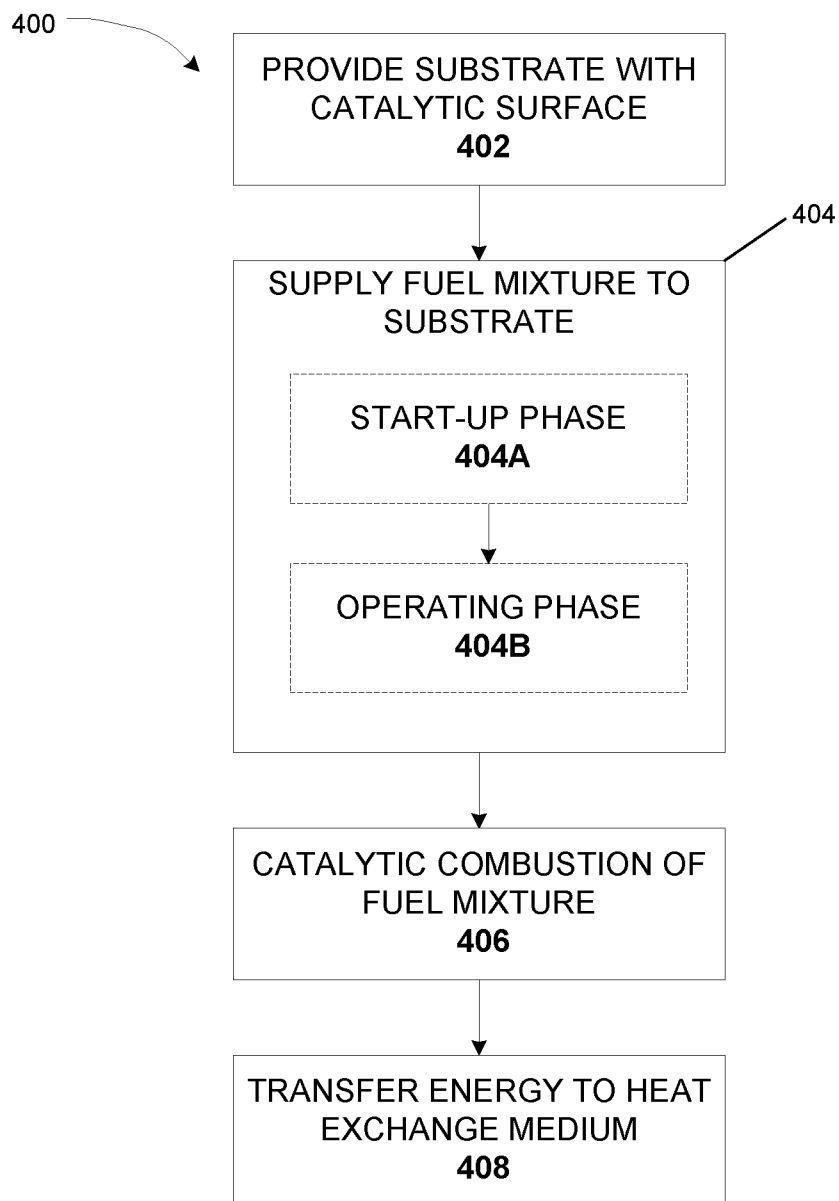 400
PROVIDE SUBSTRATE WITH
CATALYTIC SURFACE
402
404
SUPPLY FUEL MIXTURE TO
SUBSTRATE
START-UP PHASE
404A
OPERATING PHASE
404B
CATALYTIC COMBUSTION OF
FUEL MIXTURE
406
TRANSFER ENERGY TO HEAT
EXCHANGE MEDIUM
408